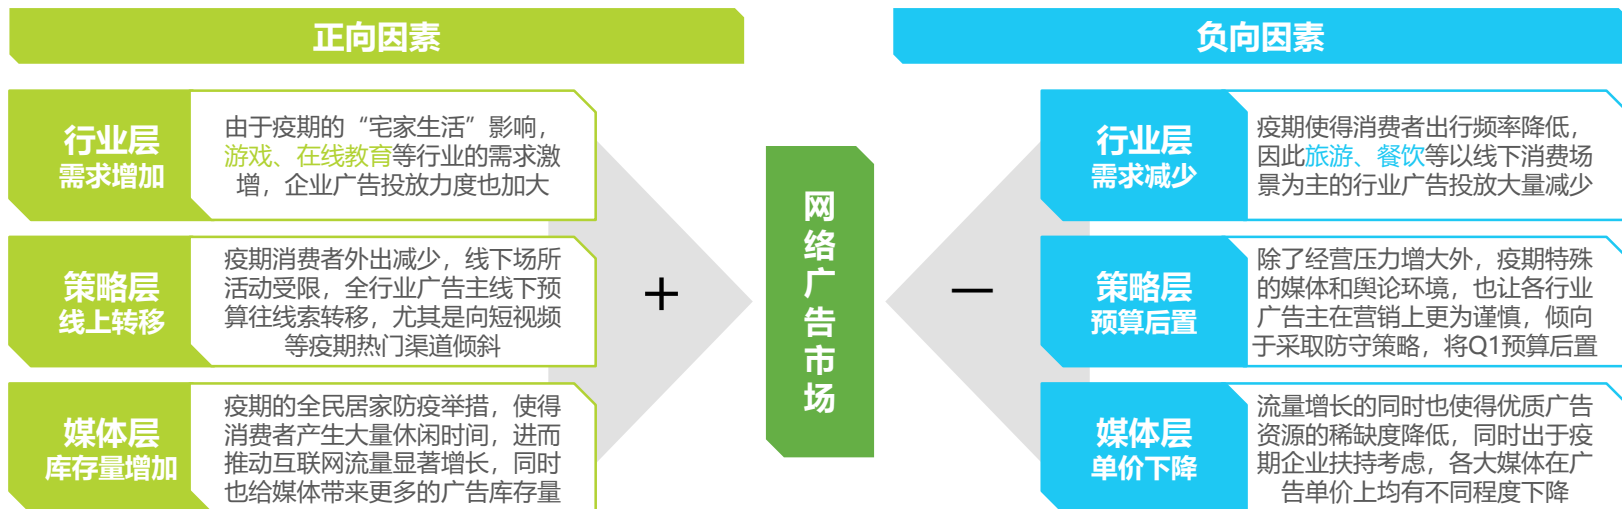 正向因素
行业层
需求增加
由于疫期的“宅家生活”影响，
游戏、在线教育等行业的需求激
增，企业广告投放力度也加大
策略层
线上转移
疫期消费者外出减少，线下场所
活动受限，全行业广告主线下预
算往线索转移，尤其是向短视频
等疫期热门渠道倾斜
媒体层
库存量增加
疫期的全民居家防疫举措，使得
消费者产生大量休闲时间，进而
推动互联网流量显著增长，同时
也给媒体带来更多的广告库存量
+
网络广告市场
—
负向因素
行业层
需求减少
疫期使得消费者出行频率降低，
因此旅游、餐饮等以线下消费场
景为主的行业广告投放大量减少
策略层
预算后置
除了经营压力增大外，疫期特殊
的媒体和舆论环境，也让各行业
广告主在营销上更为谨慎，倾向
于采取防守策略，将Q1预算后置
媒体层
单价下降
流量增长的同时也使得优质广告
资源的稀缺度降低，同时出于疫
期企业扶持考虑，各大媒体在广
告单价上均有不同程度下降